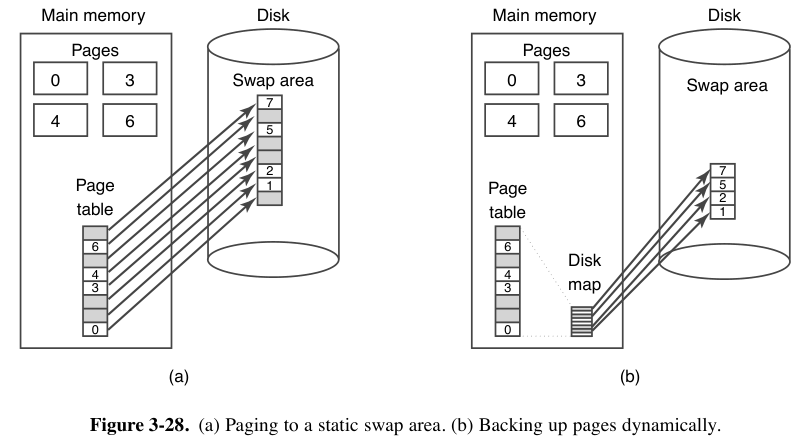 Main memory
Disk
Pages
0
3
4
6
Swap area
7
5
2
1
Page
table
6
4
3
0
(a)
Main memory
Disk
Pages
0
3
4
6
Swap area
7
5
2
1
Page
table
6
4
3
0
Disk
map
(b)
Figure 3-28. (a) Paging to a static swap area. (b) Backing up pages dynamically.